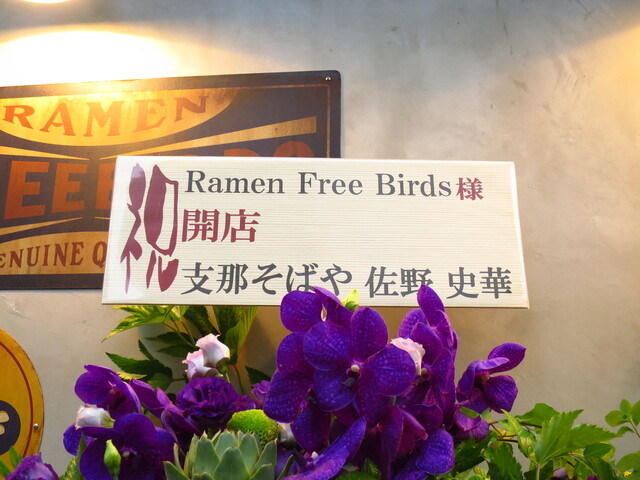 RAMEN
GENUINE Q
祝
Ramen Free Birds様
開店
支那そばや 佐野 史華